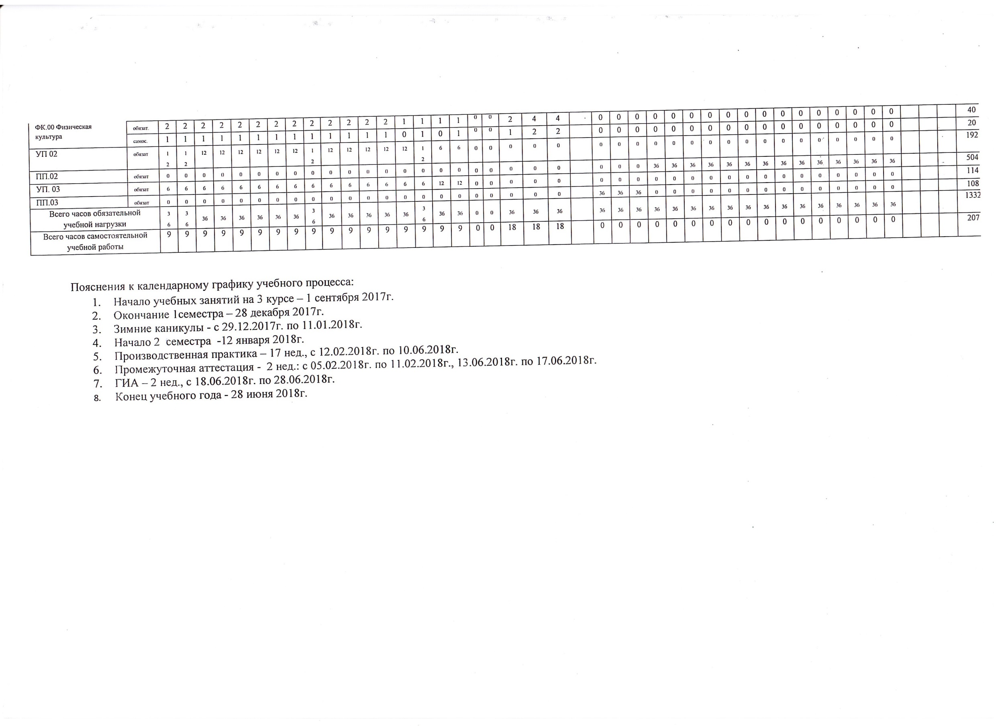 ФК.00 Физическая культура обязат. 2 2 2 2 2 2 2 2 2 2 2 2 2 1 1 1 1 0 0 2 4 4 0 0 0 0 0 0 0 0 0 0 0 0 0 0 0 0 0 40
самос. 1 1 1 1 1 1 1 1 1 1 1 1 1 0 1 0 1 0 0 1 2 2 0 0 0 0 0 0 0 0 0 0 0 0 0 0 0 0 0 20
УП 02 обязат 12 12 12 12 12 12 12 12 12 12 12 12 12 12 12 6 6 0 0 0 0 0 0 0 0 0 0 0 0 0 0 0 0 0 0 0 0 0 0 192
ПП.02 обязат 0 0 0 0 0 0 0 0 0 0 0 0 0 0 0 0 0 0 0 0 0 0 0 0 0 36 36 36 36 36 36 36 36 36 36 36 36 36 36 504
УП. 03 обязат 6 6 6 6 6 6 6 6 6 6 6 6 6 6 6 12 12 0 0 0 0 0 0 0 0 0 0 0 0 0 0 0 0 0 0 0 0 0 0 114
ПП.03 обязат 0 0 0 0 0 0 0 0 0 0 0 0 0 0 0 0 0 0 0 0 0 0 36 36 36 0 0 0 0 0 0 0 0 0 0 0 0 0 0 108
Всего часов обязательной учебной нагрузки 36 36 36 36 36 36 36 36 36 36 36 36 36 36 36 36 36 0 0 36 36 36 36 36 36 36 36 36 36 36 36 36 36 36 36 36 36 36 36 1332
Всего часов самостоятельной учебной работы 9 9 9 9 9 9 9 9 9 9 9 9 9 9 9 9 9 0 0 18 18 18 0 0 0 0 0 0 0 0 0 0 0 0 0 0 0 0 0 207
Пояснения к календарному графику учебного процесса:
1. Начало учебных занятий на 3 курсе – 1 сентября 2017г.
2. Окончание 1семестра – 28 декабря 2017г.
3. Зимние каникулы - с 29.12.2017г. по 11.01.2018г.
4. Начало 2 семестра -12 января 2018г.
5. Производственная практика – 17 нед., с 12.02.2018г. по 10.06.2018г.
6. Промежуточная аттестация - 2 нед.: с 05.02.2018г. по 11.02.2018г., 13.06.2018г. по 17.06.2018г.
7. ГИА – 2 нед., с 18.06.2018г. по 28.06.2018г.
8. Конец учебного года - 28 июня 2018г.